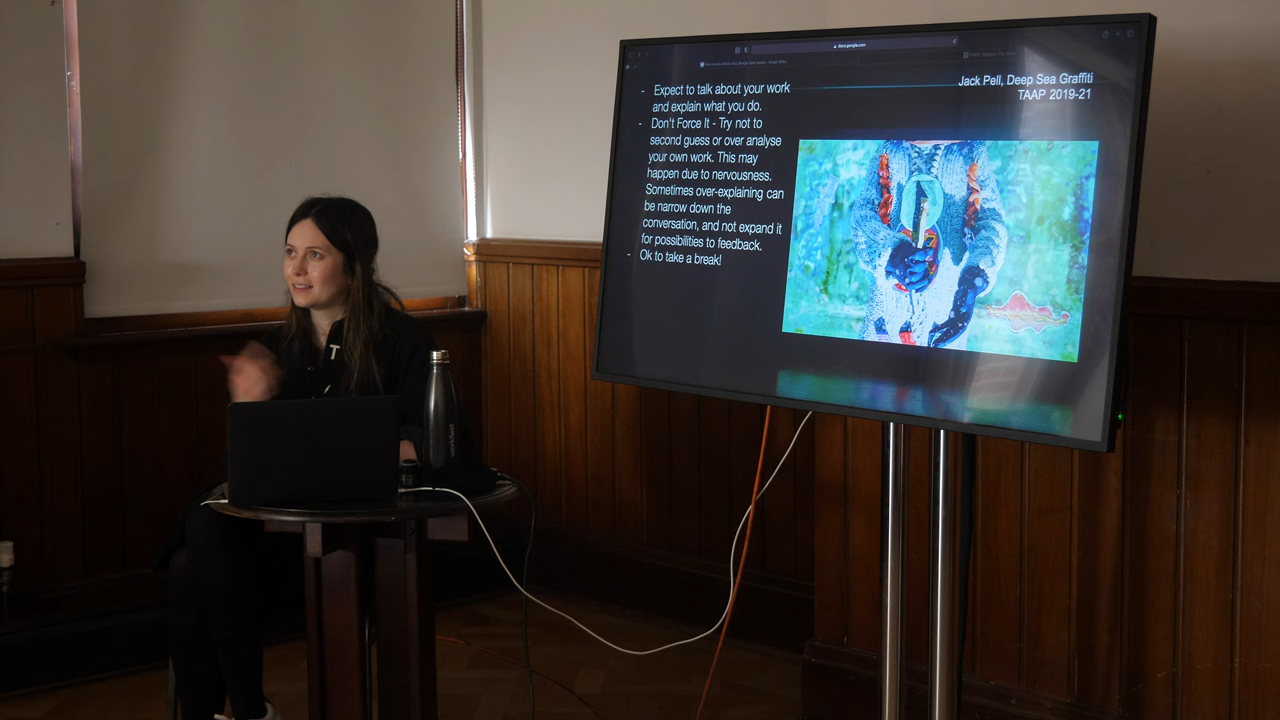 docs.google.com
Jack Pell, Deep Sea Graffiti
TAAP 2019-21
- Expect to talk about your work
and explain what you do.
- Don't Force It - Try not to
second guess or over analyse
your own work. This may
happen due to nervousness.
Sometimes over-explaining can
be narrow down the
conversation, and not expand it
for possibilities to feedback.
- Ok to take a break!
T